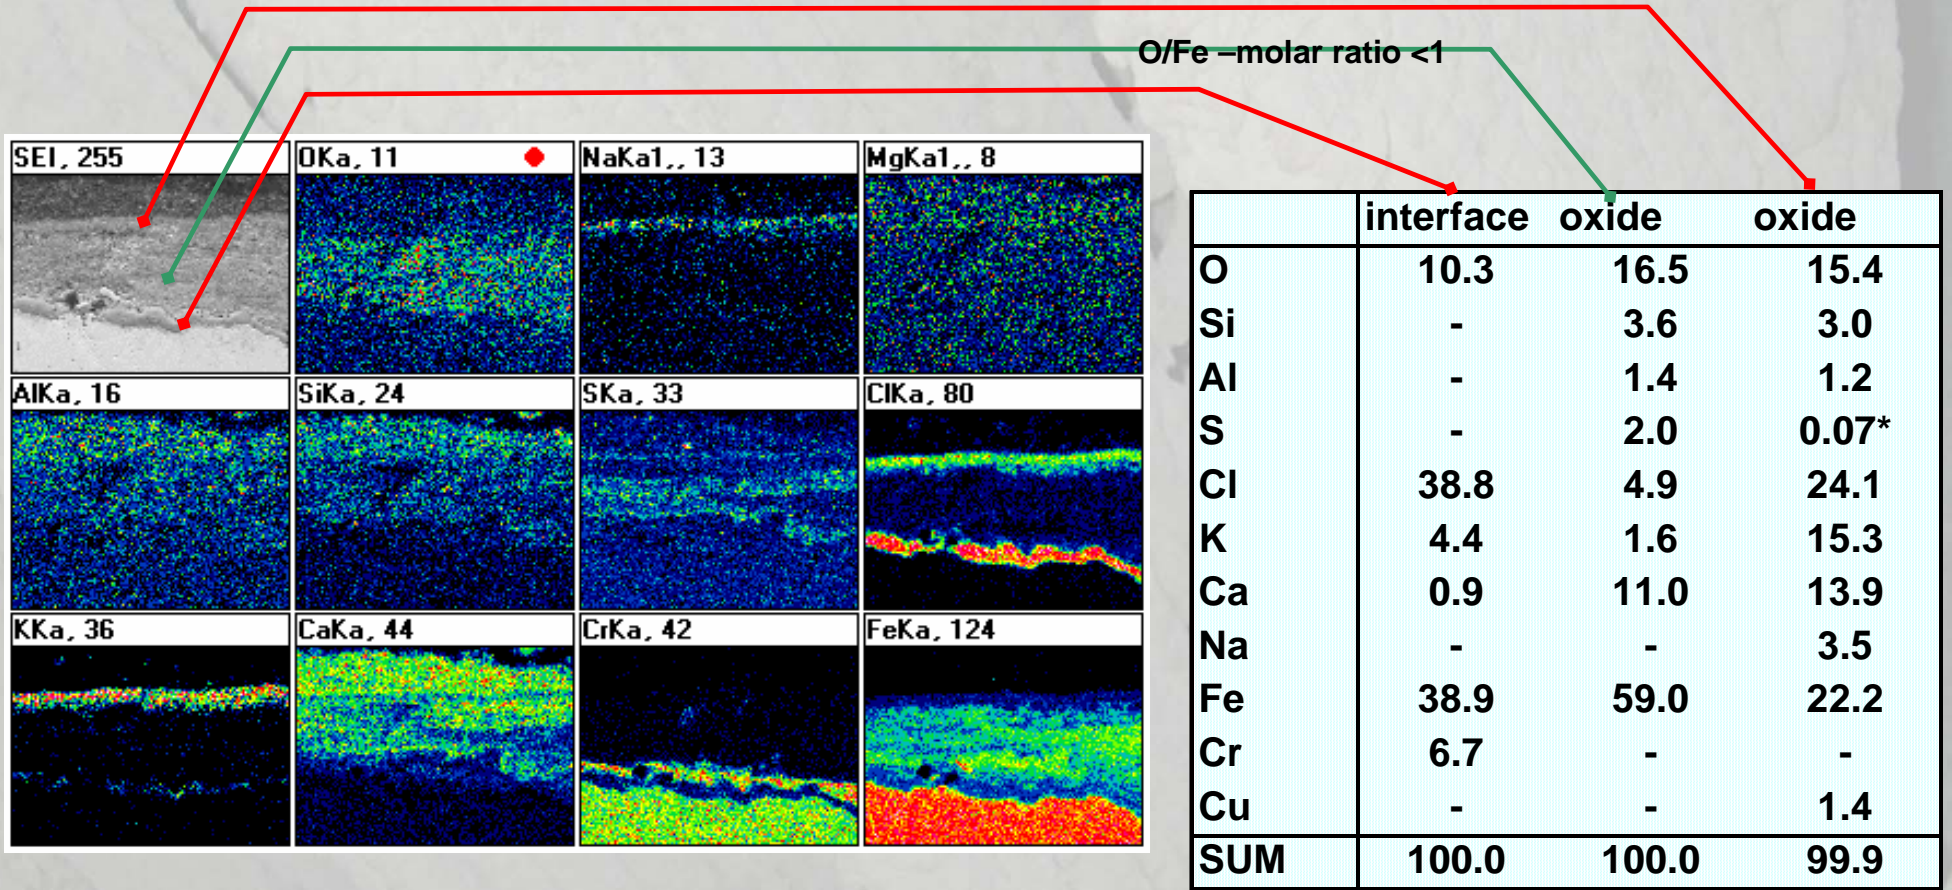 O/Fe –molar ratio <1
SEI, 255
OKa, 11
NaKa1,, 13
MgKa1,, 8
AlKa, 16
SiKa, 24
SKa, 33
ClKa, 80
KKa, 36
CaKa, 44
CrKa, 42
FeKa, 124
interface oxide oxide
O 10.3 16.5 15.4
Si - 3.6 3.0
Al - 1.4 1.2
S - 2.0 0.07*
Cl 38.8 4.9 24.1
K 4.4 1.6 15.3
Ca 0.9 11.0 13.9
Na - - 3.5
Fe 38.9 59.0 22.2
Cr 6.7 - -
Cu - - 1.4
SUM 100.0 100.0 99.9